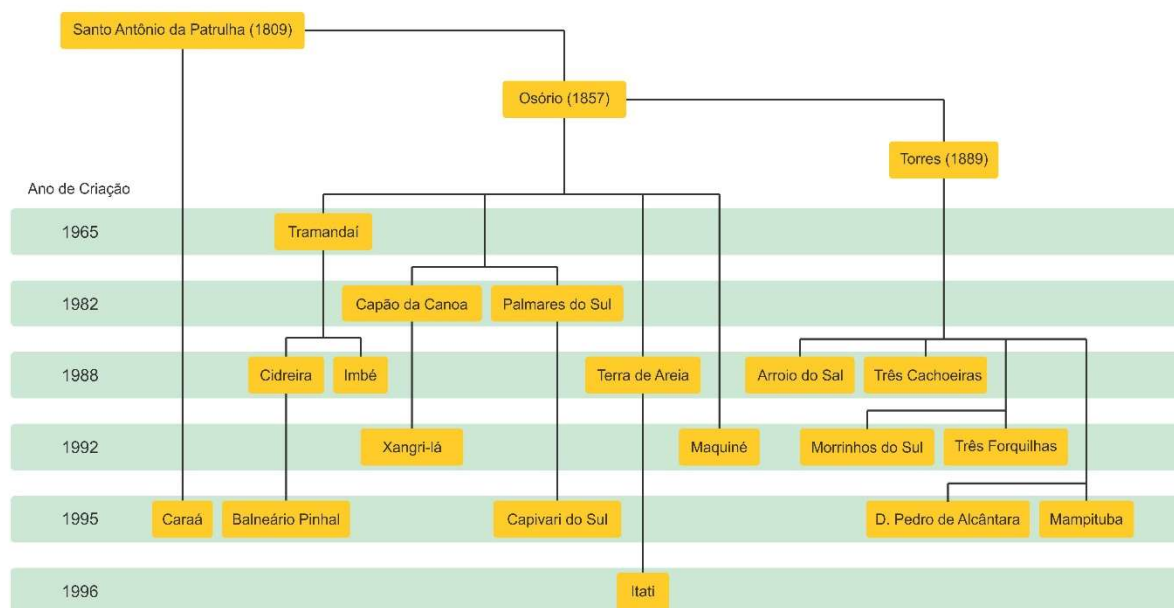 Santo Antônio da Patrulha (1809)
Osório (1857)
Torres (1889)
Ano de Criação
1965
Tramandaí
1982
Capão da Canoa
Palmares do Sul
1988
Cidreira
Imbé
Terra de Areia
Arroio do Sal
Três Cachoeiras
1992
Xangri-lá
Maquiné
Morrinhos do Sul
Três Forquilhas
1995
Caraá
Balneário Pinhal
Capivari do Sul
D. Pedro de Alcântara
Mampituba
1996
Itati